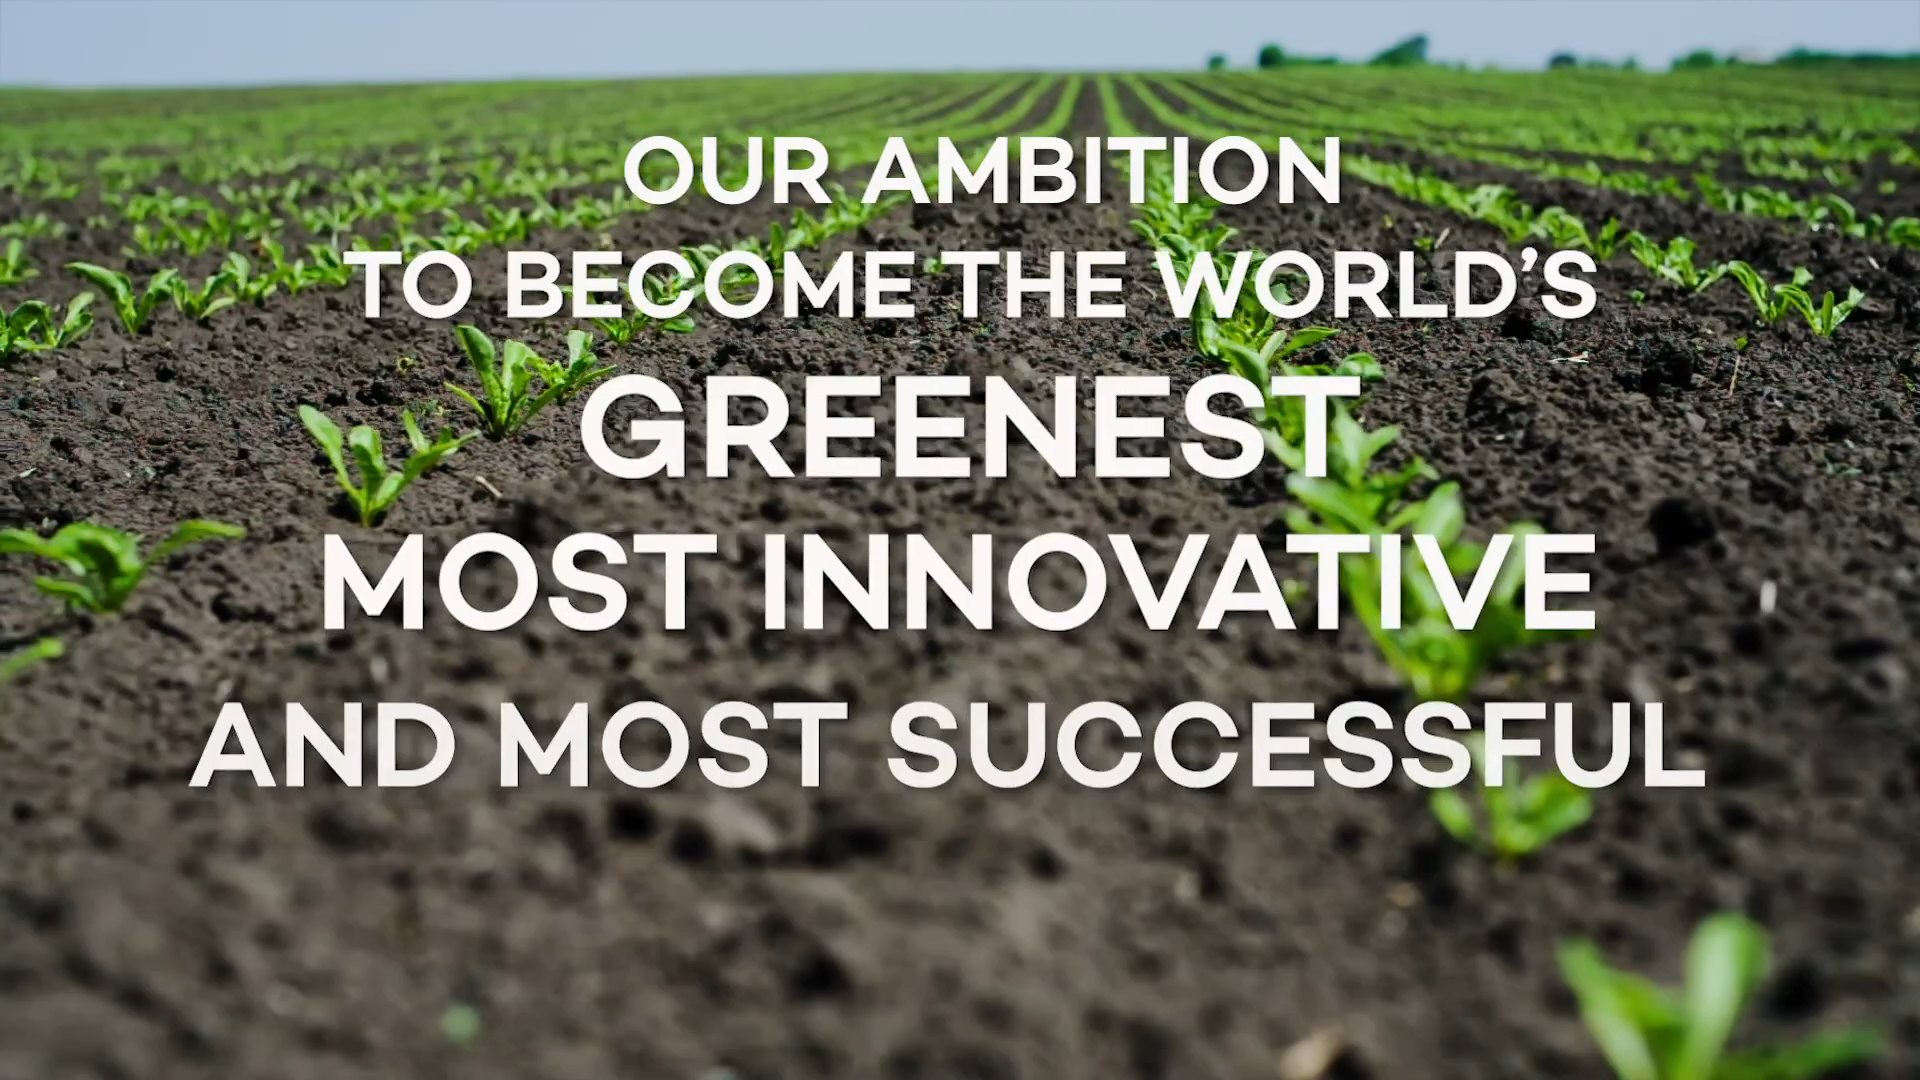 OUR AMBITION
TO BECOME THE WORLD’S
GREENEST
MOST INNOVATIVE
AND MOST SUCCESSFUL